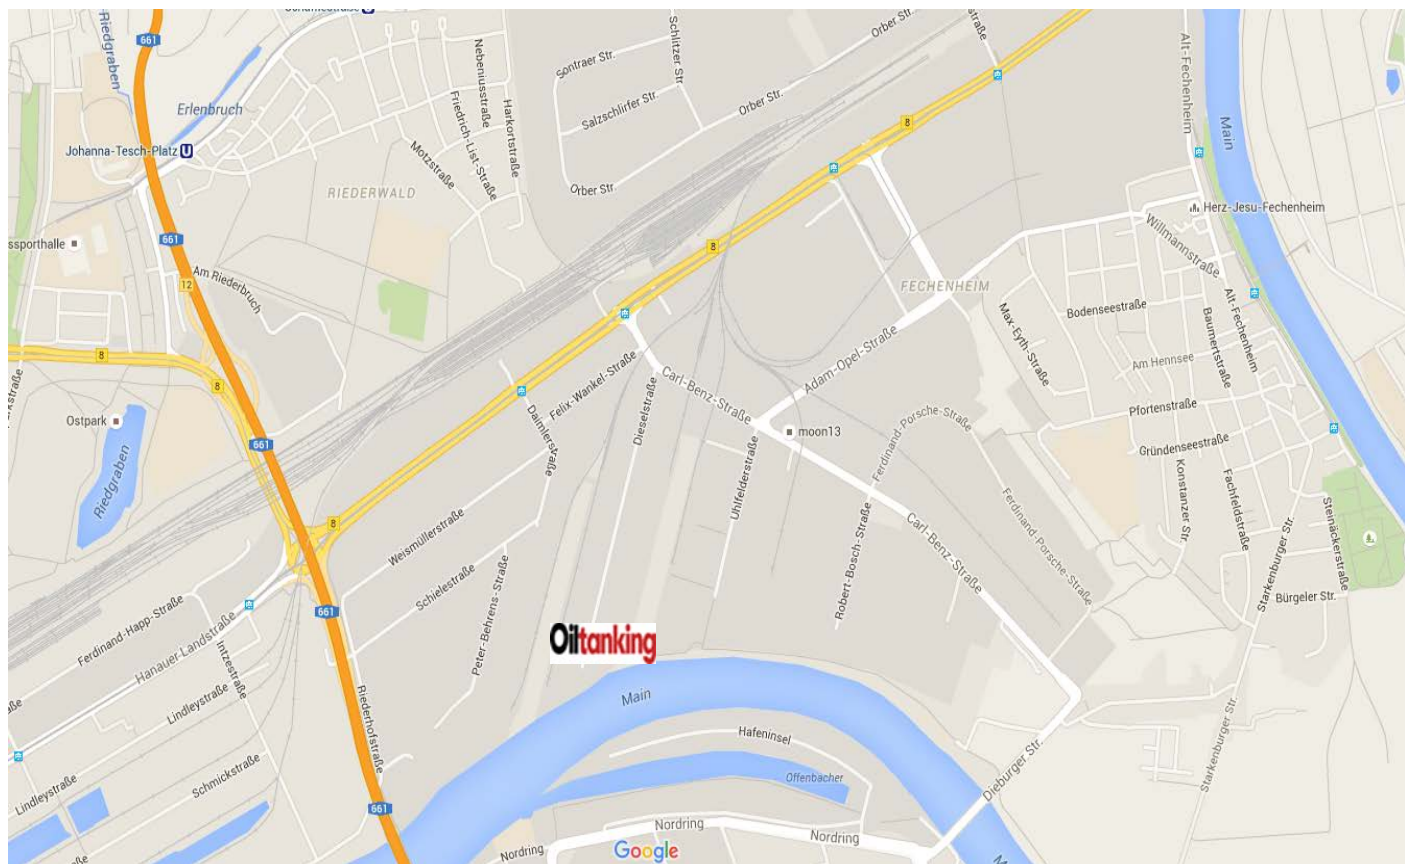 661
Riedgraben
Nebeniusstraße
Friedrich-List-Straße
Harkortstraße
Sontraer Str.
Schlitzer Str.
Orber Str.
Salzschlirfer Str.
Orber Str.
Orber Str.
8
Alt-Fechenheim
Main
Erlenbruch
Johanna-Tesch-Platz U
Motzstraße
RIEDERWALD
Herz-Jesu-Fechenheim
Willmannstraße
ssporthalle
661
12
Am Riederbruch
8
FECHENHEIM
Bodenseestraße
Alt-Fechenheim
Baumertstraße
Max-Eyth-Straße
Am Hennsee
8
8
Felix-Wankel-Straße
Carl-Benz-Straße
Adam-Opel-Straße
Pfortenstraße
Gründenseestraße
Ostpark
Riedgraben
661
Daimlerstraße
Dieselstraße
moon13
Ferdinand-Porsche-Straße
Uhlfelderstraße
Konstanzer Str.
Fachfeldstraße
Steinäckerstraße
Starkenburger Str.
8
Weismüllerstraße
Schielestraße
Peter-Behrens-Straße
Robert-Bosch-Straße
Carl-Benz-Straße
Ferdinand-Porsche-Straße
Bürgeler Str.
661
Ferdinand-Happ-Straße
Hanauer-Landstraße
Intzestraße
Lindleystraße
Riederhofstraße
Oiltanking
Main
Hafeninsel
Offenbacher
Dieburger Str.
Starkenburger Str.
Lindleystraße
Schmickstraße
661
Nordring
Nordring
Nordring
Google